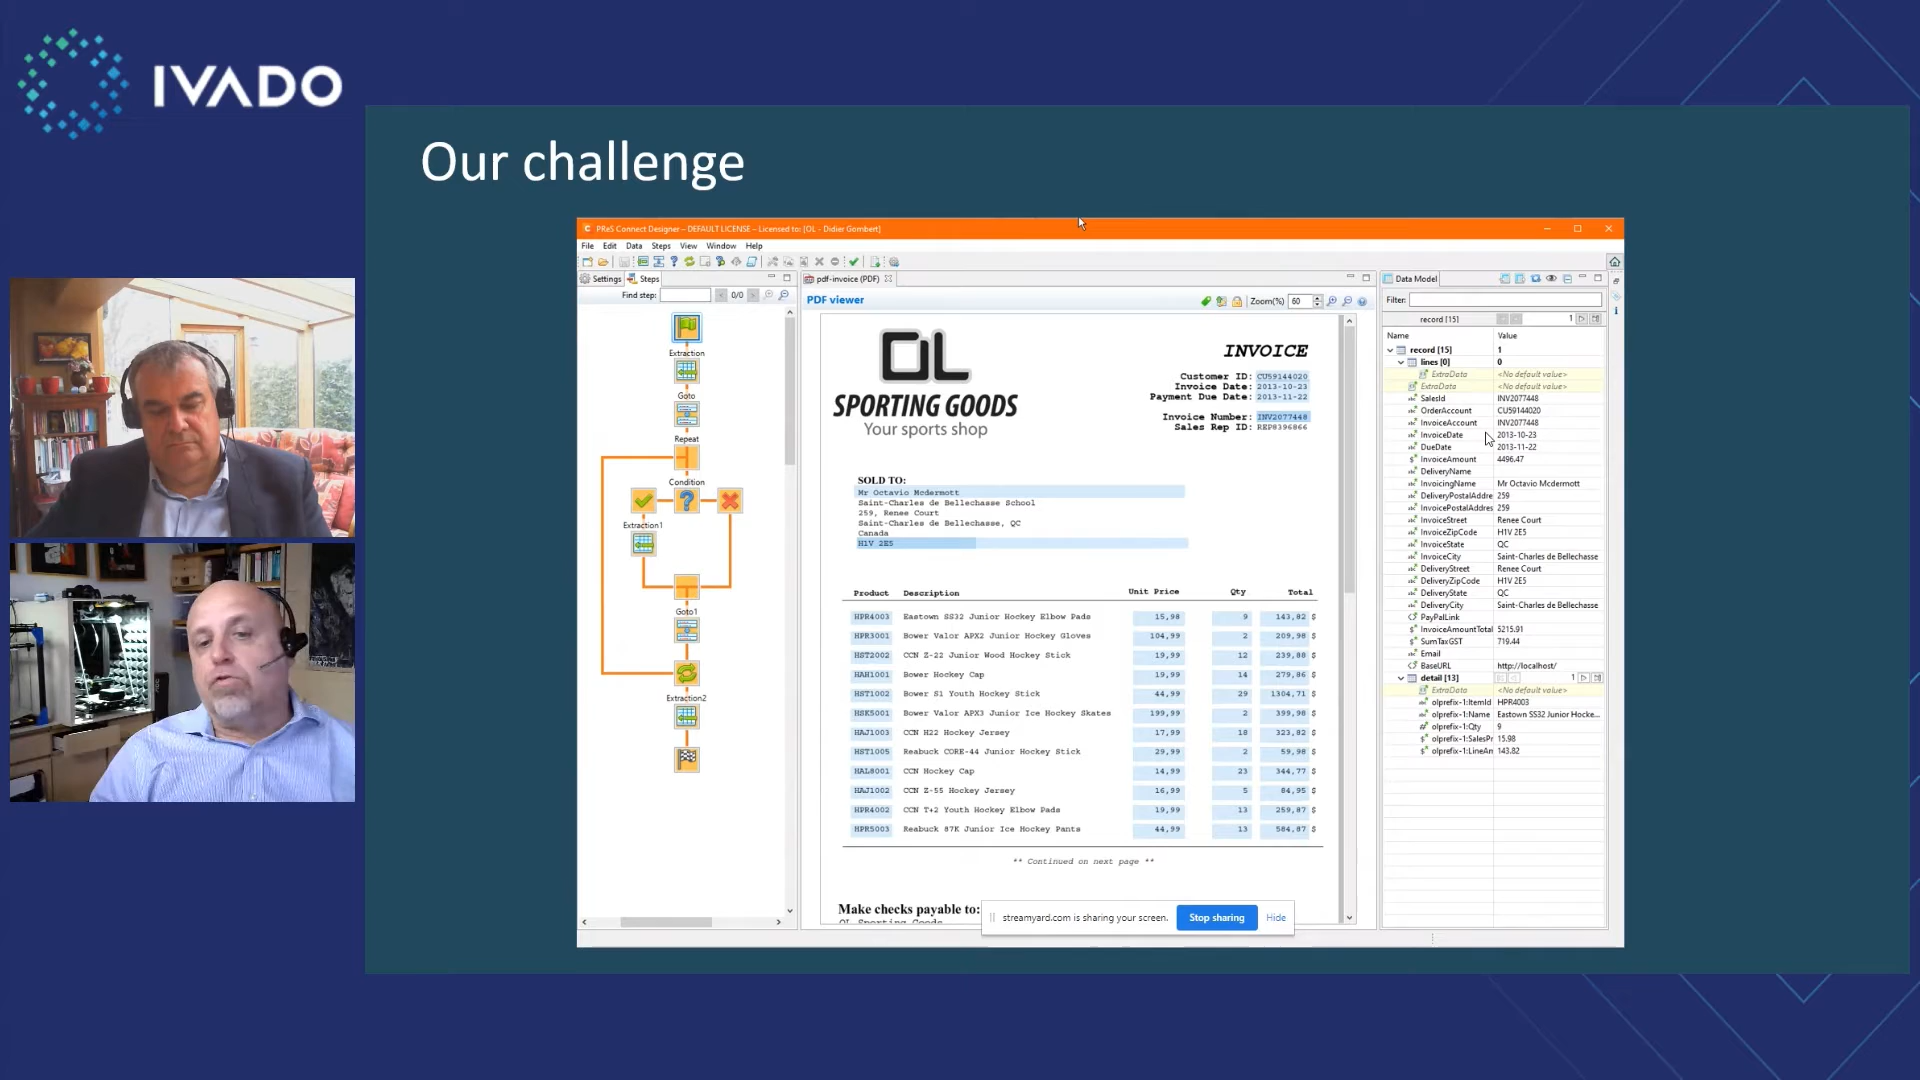 IVADO
Our challenge
PReS Connect Designer – DEFAULT LICENSE – Licensed to: [OL - Didier Gombert]
File Edit Data Steps View Window Help
Settings Steps
Find step: 0/0
Extraction
Goto
Repeat
Condition
Extraction1
Goto1
Extraction2
pdf-invoice (PDF)
PDF viewer
Zoom(%) 60
OL
SPORTING GOODS
Your sports shop
INVOICE
Customer ID: CU59144020
Invoice Date: 2013-10-23
Payment Due Date: 2013-11-22
Invoice Number: INV2077448
Sales Rep ID: REP8396866
SOLD TO:
Mr Octavio Mcdermott
Saint-Charles de Bellechasse School
259, Renee Court
Saint-Charles de Bellechasse, QC
Canada
H1V 2E5
Product Description Unit Price Qty Total
HPR4003 Eastown SS32 Junior Hockey Elbow Pads 15,98 9 143,82 $
HPR3001 Bower Valor APX2 Junior Hockey Gloves 104,99 2 209,98 $
HST2002 CCN Z-22 Junior Wood Hockey Stick 19,99 12 239,88 $
HAH1001 Bower Hockey Cap 19,99 14 279,86 $
HST1002 Bower S1 Youth Hockey Stick 44,99 29 1304,71 $
HSK5001 Bower Valor APX3 Junior Ice Hockey Skates 199,99 2 399,98 $
HAJ1003 CCN H22 Hockey Jersey 17,99 18 323,82 $
HST1005 Reabuck CORE-44 Junior Hockey Stick 29,99 2 59,98 $
HAL8001 CCN Hockey Cap 14,99 23 344,77 $
HAJ1002 CCN Z-55 Hockey Jersey 16,99 5 84,95 $
HPR4002 CCN T+2 Youth Hockey Elbow Pads 19,99 13 259,87 $
HPR5003 Reabuck 87K Junior Ice Hockey Pants 44,99 13 584,87 $
** Continued on next page **
Make checks payable to:
OL Sporting Goods
streamyard.com is sharing your screen. Stop sharing Hide
Data Model
Filter:
record [15] 1
Name Value
record [15] 1
lines [0] 0
ExtraData <No default value>
ExtraData <No default value>
SalesId INV2077448
OrderAccount CU59144020
InvoiceAccount INV2077448
InvoiceDate 2013-10-23
DueDate 2013-11-22
InvoiceAmount 4496.47
DeliveryName
InvoicingName Mr Octavio Mcdermott
DeliveryPostalAddre 259
InvoicePostalAddres 259
InvoiceStreet Renee Court
InvoiceZipCode H1V 2E5
InvoiceState QC
InvoiceCity Saint-Charles de Bellechasse
DeliveryStreet Renee Court
DeliveryZipCode H1V 2E5
DeliveryState QC
DeliveryCity Saint-Charles de Bellechasse
PayPalLink
InvoiceAmountTotal 5215.91
SumTaxGST 719.44
Email
BaseURL http://localhost/
detail [13] 1
ExtraData <No default value>
olprefix-1:ItemId HPR4003
olprefix-1:Name Eastown SS32 Junior Hocke...
olprefix-1:Qty 9
olprefix-1:SalesPr 15.98
olprefix-1:LineAm 143.82